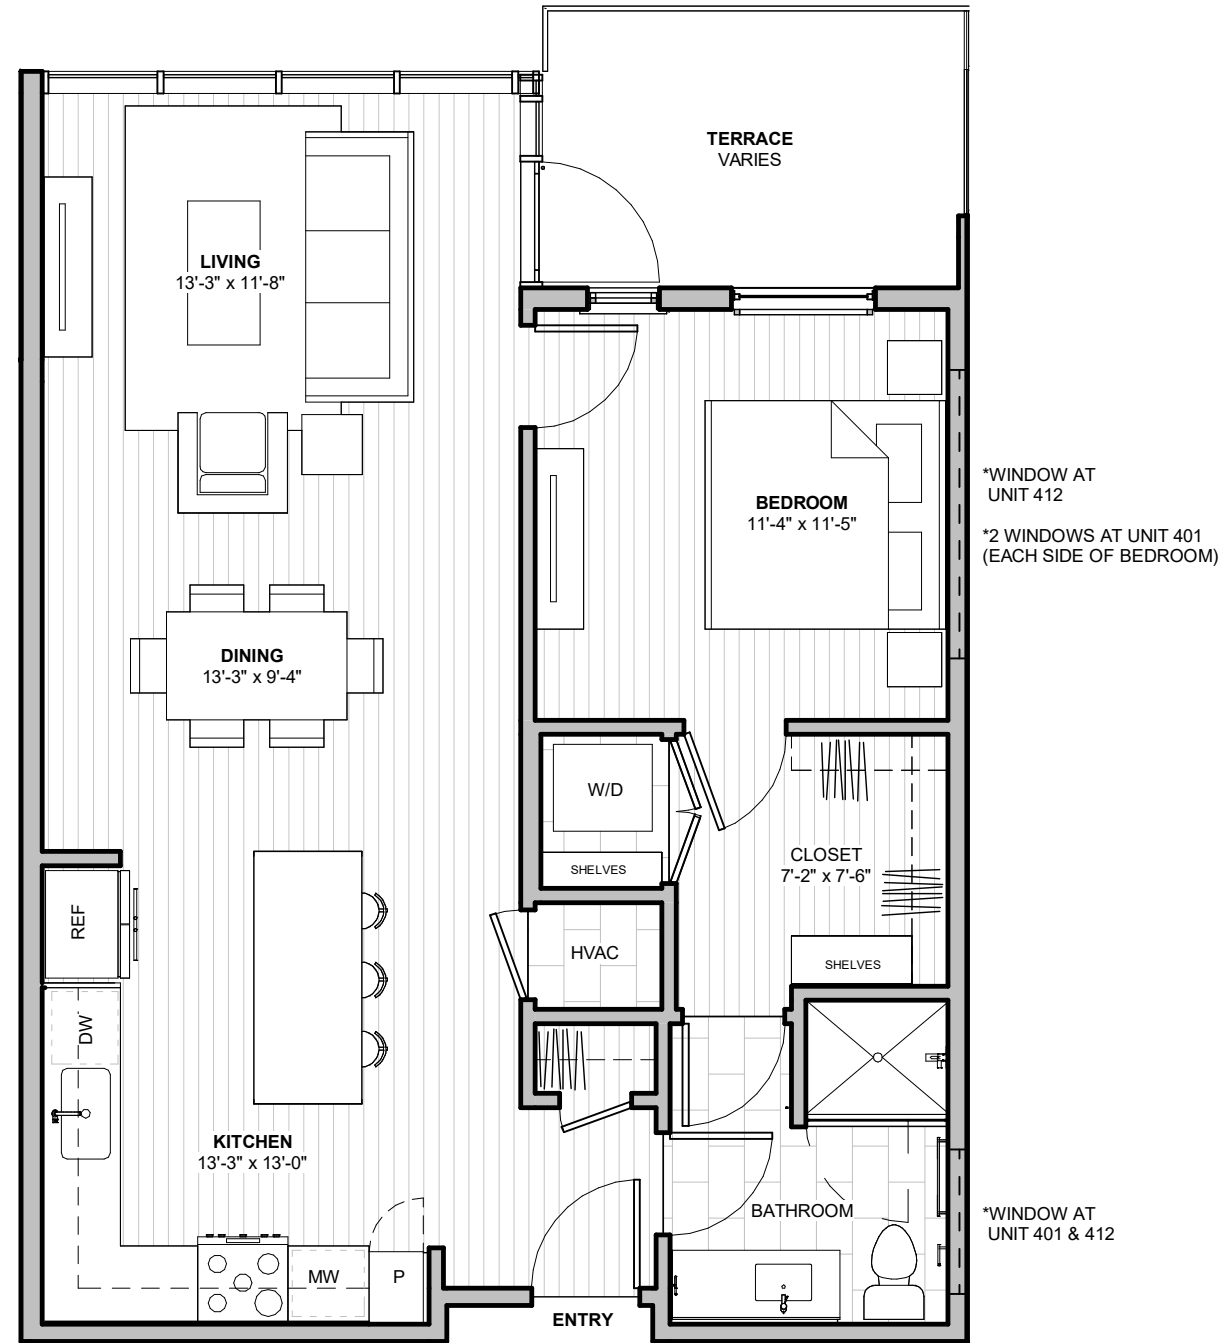 TERRACE
VARIES
LIVING
13'-3" x 11'-8"
*WINDOW AT
UNIT 412
BEDROOM
11'-4" x 11'-5"
*2 WINDOWS AT UNIT 401
(EACH SIDE OF BEDROOM)
DINING
13'-3" x 9'-4"
W/D
SHELVES
CLOSET
7'-2" x 7'-6"
REF
HVAC
SHELVES
DW
KITCHEN
13'-3" x 13'-0"
BATHROOM
*WINDOW AT
UNIT 401 & 412
MW
P
ENTRY